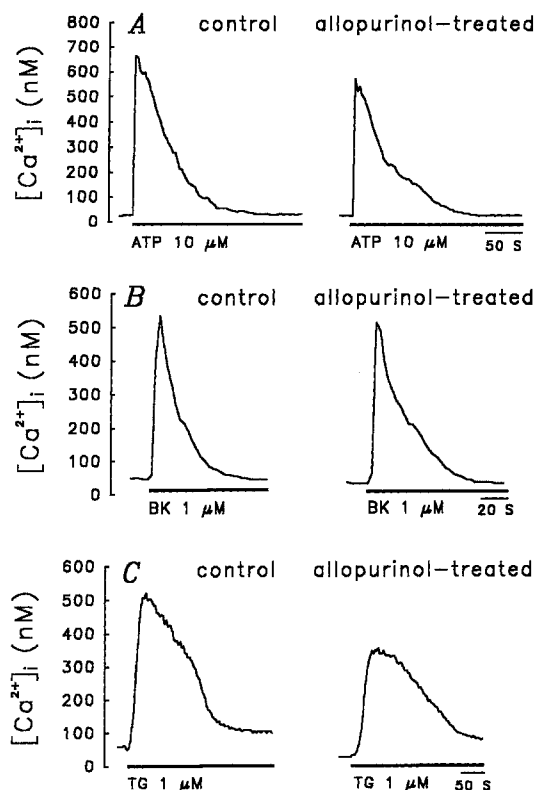 A control allopurinol-treated
800
700
600
500
400
300
200
100
0
[Ca²⁺]i (nM)
ATP 10 µM
ATP 10 µM
50 S
B control allopurinol-treated
600
500
400
300
200
100
0
[Ca²⁺]i (nM)
BK 1 µM
BK 1 µM
20 S
C control allopurinol-treated
600
500
400
300
200
100
0
[Ca²⁺]i (nM)
TG 1 µM
TG 1 µM
50 S